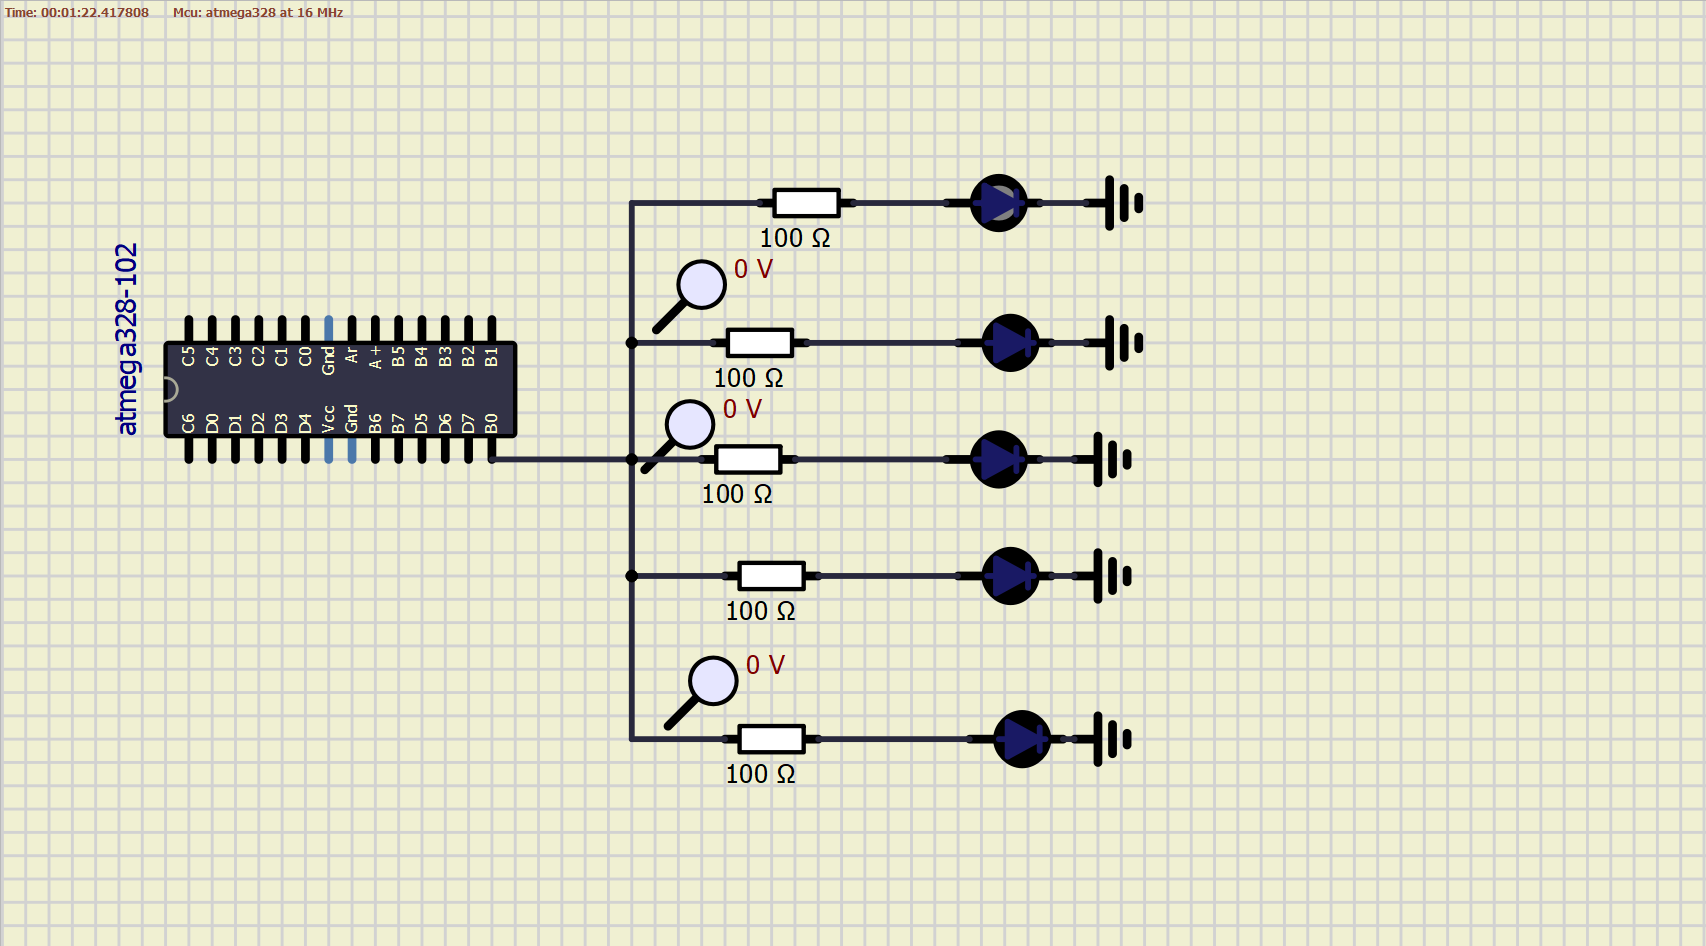 Time: 00:01:22.417808 Mcu: atmega328 at 16 MHz
100 Ω
0 V
100 Ω
0 V
100 Ω
100 Ω
0 V
100 Ω
atmega328-102
C5 C4 C3 C2 C1 C0 Gnd Ar A+ B5 B4 B3 B2 B1
C6 D0 D1 D2 D3 D4 Vcc Gnd B6 B7 D5 D6 D7 B0